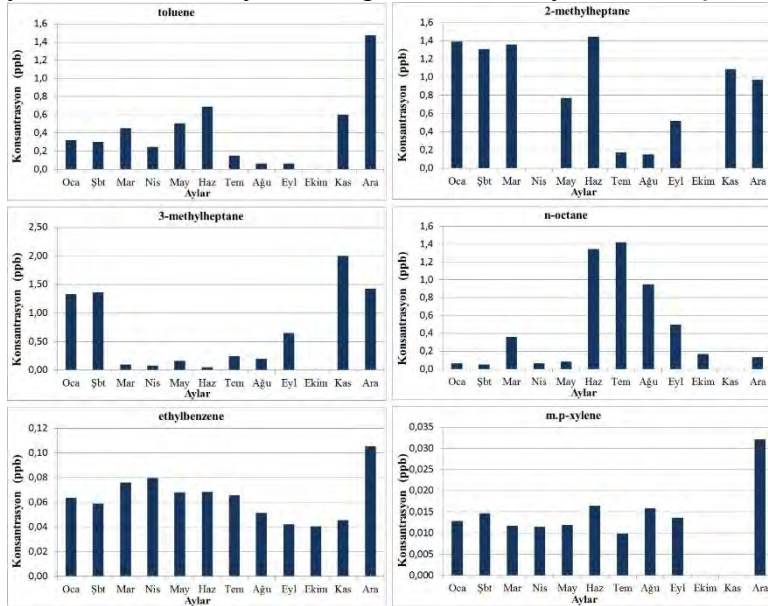 toluene
Konsantrasyon (ppb)
1,6
1,4
1,2
1,0
0,8
0,6
0,4
0,2
0,0
Oca Şbt Mar Nis May Haz Tem Ağu Eyl Ekim Kas Ara
Aylar
2-methylheptane
Konsantrasyon (ppb)
1,6
1,4
1,2
1,0
0,8
0,6
0,4
0,2
0,0
Oca Şbt Mar Nis May Haz Tem Ağu Eyl Ekim Kas Ara
Aylar
3-methylheptane
Konsantrasyon (ppb)
2,50
2,00
1,50
1,00
0,50
0,00
Oca Şbt Mar Nis May Haz Tem Ağu Eyl Ekim Kas Ara
Aylar
n-octane
Konsantrasyon (ppb)
1,6
1,4
1,2
1,0
0,8
0,6
0,4
0,2
0,0
Oca Şbt Mar Nis May Haz Tem Ağu Eyl Ekim Kas Ara
Aylar
ethylbenzene
Konsantrasyon (ppb)
0,12
0,10
0,08
0,06
0,04
0,02
0,00
Oca Şbt Mar Nis May Haz Tem Ağu Eyl Ekim Kas Ara
Aylar
m.p-xylene
Konsantrasyon (ppb)
0,035
0,030
0,025
0,020
0,015
0,010
0,005
0,000
Oca Şbt Mar Nis May Haz Tem Ağu Eyl Ekim Kas Ara
Aylar